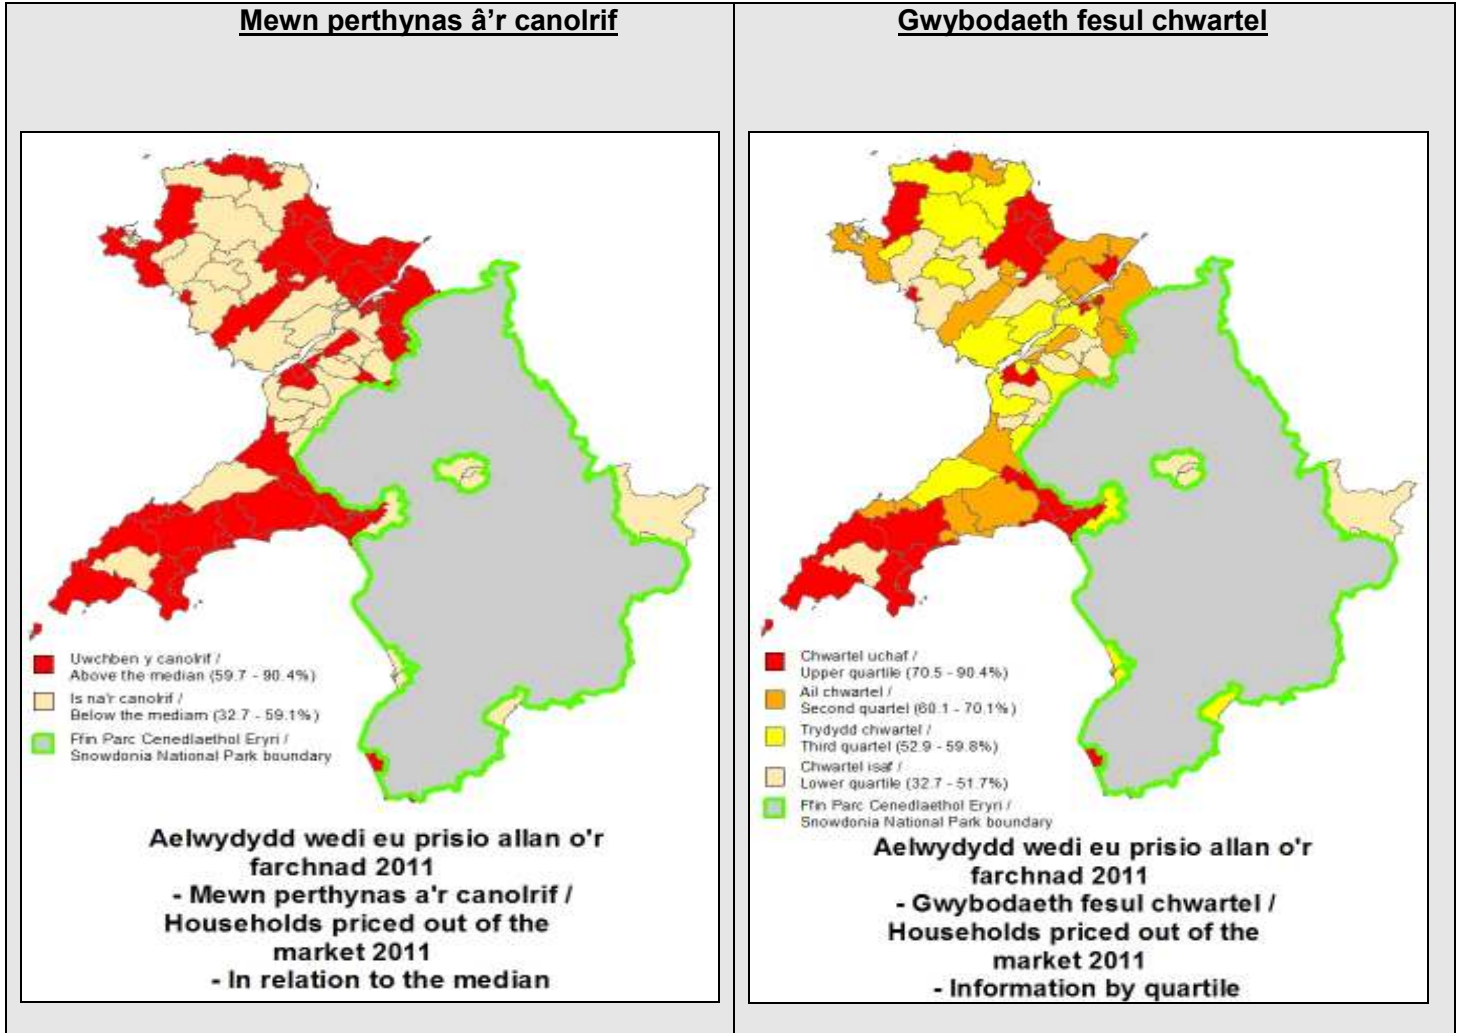 Mewn perthynas â'r canolrif
Uwchben y canolrif /
Above the median (59.7 - 90.4%)
Is na'r canolrif /
Below the mediam (32.7 - 59.1%)
Ffin Parc Cenedlaethol Eryri /
Snowdonia National Park boundary
Aelwydydd wedi eu prisio allan o'r
farchnad 2011
- Mewn perthynas a'r canolrif /
Households priced out of the
market 2011
- In relation to the median
Gwybodaeth fesul chwartel
Chwartel uchaf /
Upper quartile (70.5 - 90.4%)
Ail chwartel /
Second quartel (60.1 - 70.1%)
Trydydd chwartel /
Third quartel (52.9 - 59.8%)
Chwartel isaf /
Lower quartile (32.7 - 51.7%)
Ffin Parc Cenedlaethol Eryri /
Snowdonia National Park boundary
Aelwydydd wedi eu prisio allan o'r
farchnad 2011
- Gwybodaeth fesul chwartel /
Households priced out of the
market 2011
- Information by quartile